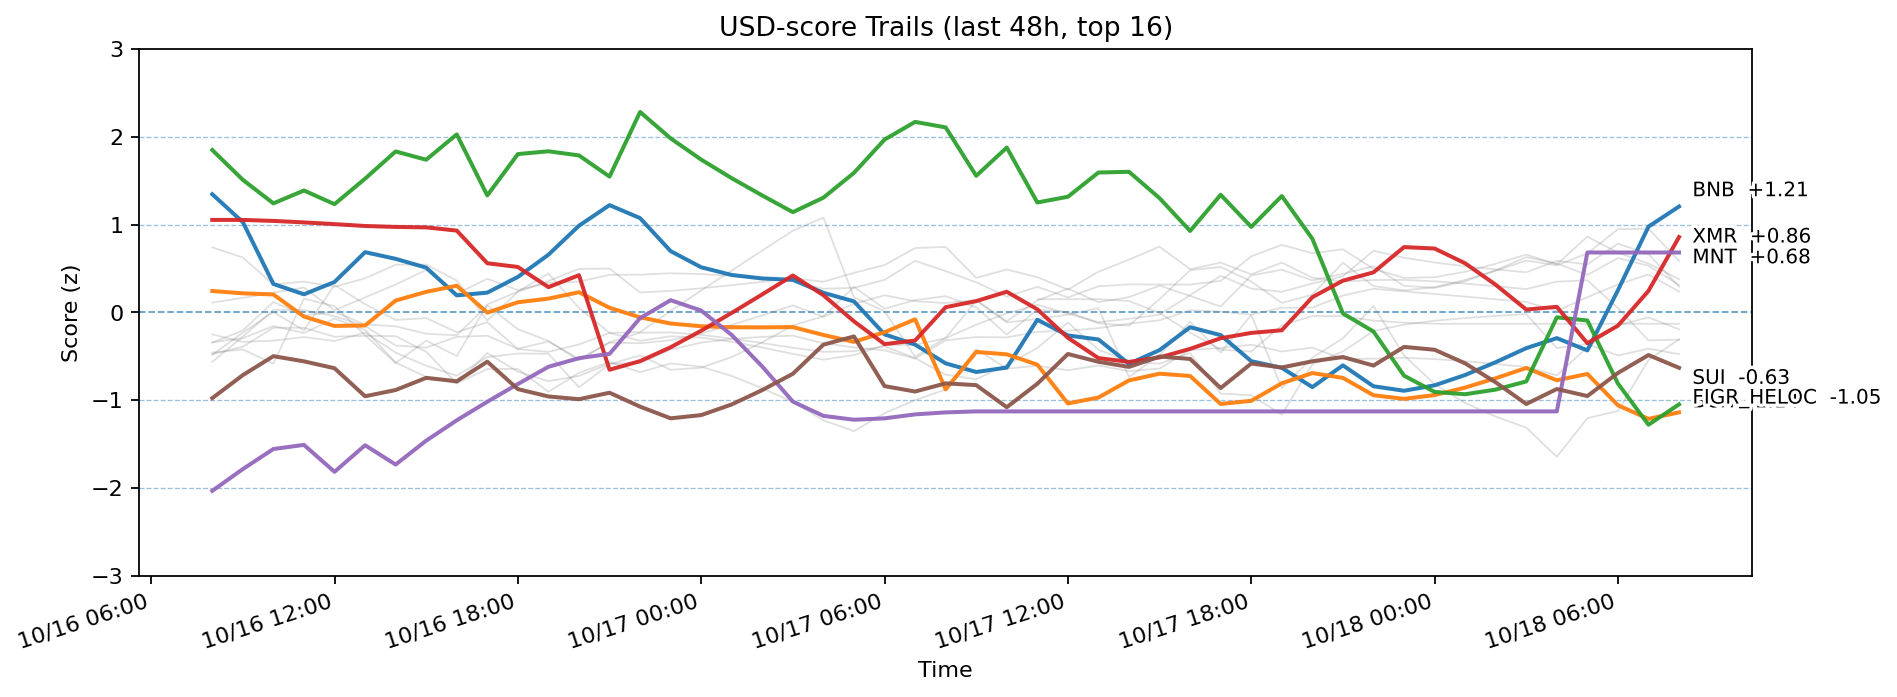 USD-score Trails (last 48h, top 16)
Score (z)
3
2
1
0
−1
−2
−3
BNB +1.21
XMR +0.86
MNT +0.68
SUI -0.63
FIGR_HELOC -1.05
10/16 06:00
10/16 12:00
10/16 18:00
10/17 00:00
10/17 06:00
10/17 12:00
10/17 18:00
10/18 00:00
10/18 06:00
Time